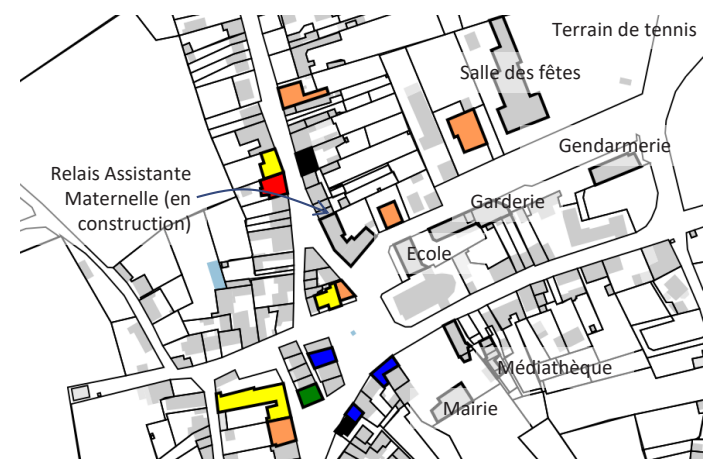 Terrain de tennis
Salle des fêtes
Gendarmerie
Relais Assistante
Maternelle (en
construction)
Garderie
Ecole
Médiathèque
Mairie